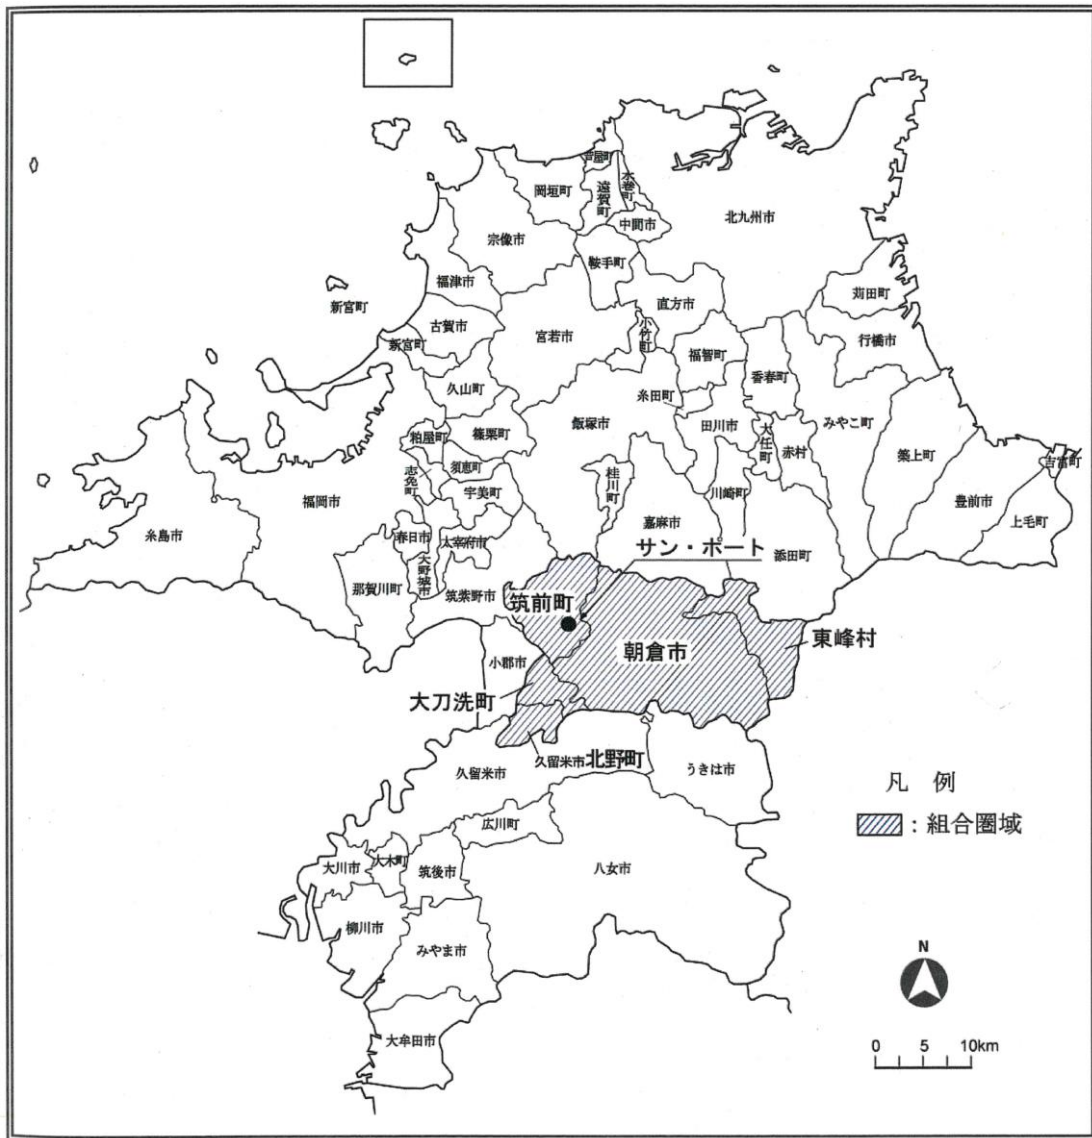 芦屋町
岡垣町
遠賀町
水巻町
中間市
北九州市
宗像市
鞍手町
福津市
直方市
苅田町
新宮町
古賀市
宮若市
小竹町
行橋市
新宮町
福智町
香春町
久山町
糸田町
飯塚市
田川市
大任町
赤村
みやこ町
粕屋町
篠栗町
築上町
吉富町
志免町
須恵町
宇美町
桂川町
川崎町
豊前市
上毛町
福岡市
嘉麻市
糸島市
春日市
大野城市
太宰府市
サン・ポート
添田町
那賀川町
筑紫野市
筑前町
朝倉市
東峰村
小郡市
大刀洗町
久留米市
久留米市北野町
うきは市
凡 例
:組合圏域
広川町
大川市
大木町
筑後市
八女市
柳川市
みやま市
大牟田市
N
0 5 10km